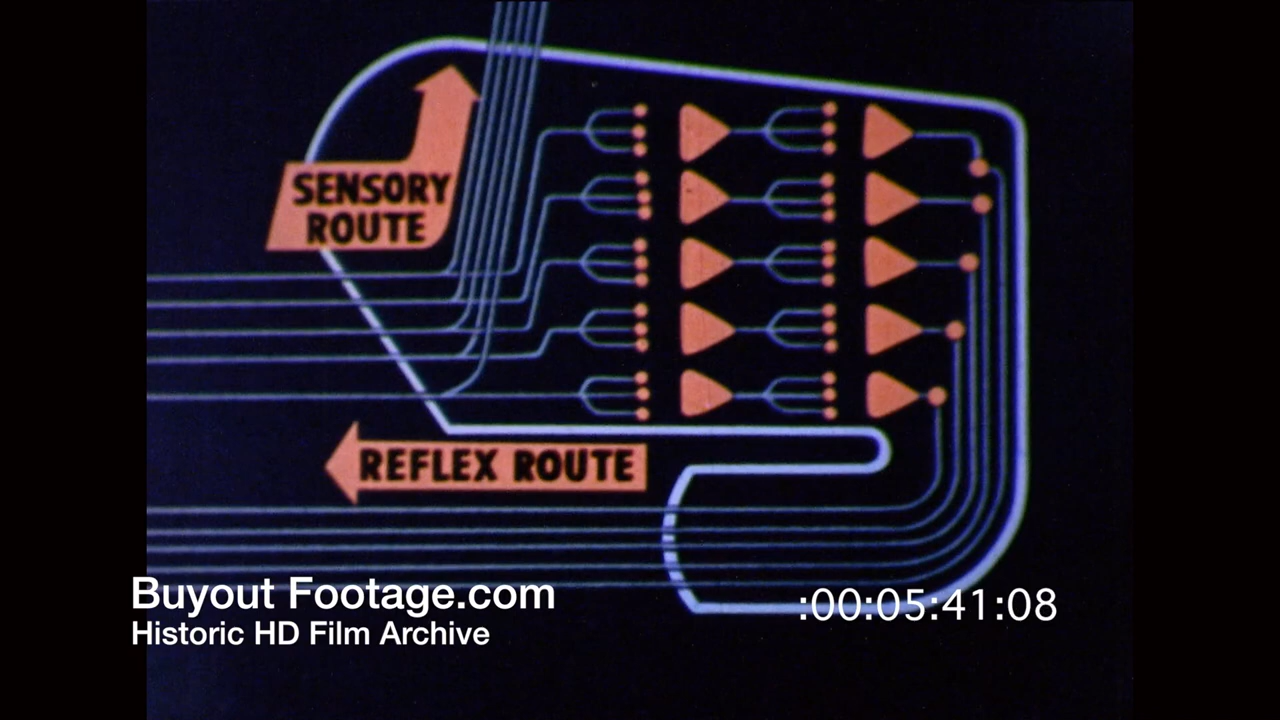 SENSORY
ROUTE
REFLEX ROUTE
Buyout Footage.com
Historic HD Film Archive
:00:05:41:08